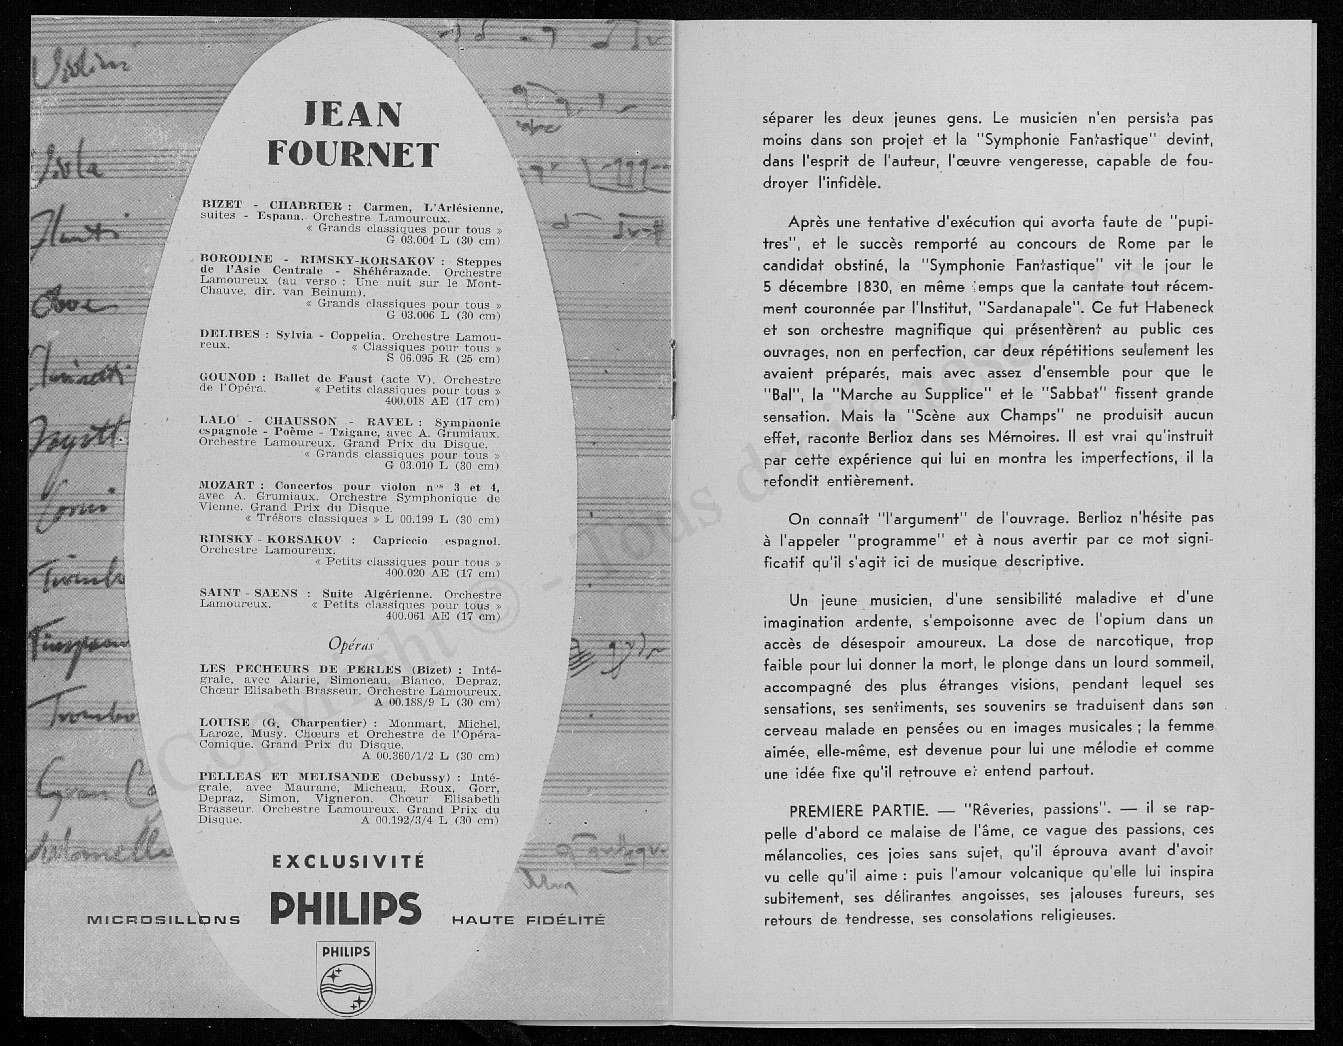 JEAN
FOURNET
BIZET - CHABRIER : Carmen, L'Arlésienne,
suites - Espana. Orchestre Lamoureux.
« Grands classiques pour tous »
G 03.004 L (30 cm)
BORODINE - RIMSKY-KORSAKOV : Steppes
de l'Asie Centrale - Shéhérazade. Orchestre
Lamoureux (au verso : Une nuit sur le Mont-
Chauve, dir. van Beinum).
« Grands classiques pour tous »
G 03.006 L (30 cm)
DELIBES : Sylvia - Coppelia. Orchestre Lamou-
reux. « Classiques pour tous »
S 06.095 R (25 cm)
GOUNOD : Ballet de Faust (acte V). Orchestre
de l'Opéra. « Petits classiques pour tous »
400.018 AE (17 cm)
LALO - CHAUSSON - RAVEL : Symphonie
espagnole - Poème - Tzigane, avec A. Grumiaux.
Orchestre Lamoureux. Grand Prix du Disque.
« Grands classiques pour tous »
G 03.010 L (30 cm)
MOZART : Concertos pour violon nos 3 et 4,
avec A. Grumiaux. Orchestre Symphonique de
Vienne. Grand Prix du Disque.
« Trésors classiques » L 00.199 L (30 cm)
RIMSKY - KORSAKOV : Capriccio espagnol.
Orchestre Lamoureux.
« Petits classiques pour tous »
400.020 AE (17 cm)
SAINT - SAENS : Suite Algérienne. Orchestre
Lamoureux. « Petits classiques pour tous »
400.061 AE (17 cm)
Opéras
LES PECHEURS DE PERLES (Bizet) : Inté-
grale, avec Alarie, Simoneau, Bianco, Depraz.
Chœur Elisabeth Brasseur. Orchestre Lamoureux.
A 00.188/9 L (30 cm)
LOUISE (G. Charpentier) : Monmart, Michel,
Laroze, Musy. Chœurs et Orchestre de l'Opéra-
Comique. Grand Prix du Disque.
A 00.360/1/2 L (30 cm)
PELLEAS ET MELISANDE (Debussy) : Inté-
grale, avec Maurane, Micheau, Roux, Gorr,
Depraz, Simon, Vigneron. Chœur Elisabeth
Brasseur. Orchestre Lamoureux. Grand Prix du
Disque. A 00.192/3/4 L (30 cm)
EXCLUSIVITÉ
MICROSILLONS PHILIPS HAUTE FIDÉLITÉ
PHILIPS
Violini
Viola
Flauti
Oboe
Corni
Copyright © - Tous droits réservés
séparer les deux jeunes gens. Le musicien n'en persista pas
moins dans son projet et la "Symphonie Fantastique" devint,
dans l'esprit de l'auteur, l'œuvre vengeresse, capable de fou-
droyer l'infidèle.
Après une tentative d'exécution qui avorta faute de "pupi-
tres", et le succès remporté au concours de Rome par le
candidat obstiné, la "Symphonie Fantastique" vit le jour le
5 décembre 1830, en même temps que la cantate tout récem-
ment couronnée par l'Institut, "Sardanapale". Ce fut Habeneck
et son orchestre magnifique qui présentèrent au public ces
ouvrages, non en perfection, car deux répétitions seulement les
avaient préparés, mais avec assez d'ensemble pour que le
"Bal", la "Marche au Supplice" et le "Sabbat" fissent grande
sensation. Mais la "Scène aux Champs" ne produisit aucun
effet, raconte Berlioz dans ses Mémoires. Il est vrai qu'instruit
par cette expérience qui lui en montra les imperfections, il la
refondit entièrement.
On connaît "l'argument" de l'ouvrage. Berlioz n'hésite pas
à l'appeler "programme" et à nous avertir par ce mot signi-
ficatif qu'il s'agit ici de musique descriptive.
Un jeune musicien, d'une sensibilité maladive et d'une
imagination ardente, s'empoisonne avec de l'opium dans un
accès de désespoir amoureux. La dose de narcotique, trop
faible pour lui donner la mort, le plonge dans un lourd sommeil,
accompagné des plus étranges visions, pendant lequel ses
sensations, ses sentiments, ses souvenirs se traduisent dans son
cerveau malade en pensées ou en images musicales ; la femme
aimée, elle-même, est devenue pour lui une mélodie et comme
une idée fixe qu'il retrouve et entend partout.
PREMIERE PARTIE. — "Rêveries, passions". — il se rap-
pelle d'abord ce malaise de l'âme, ce vague des passions, ces
mélancolies, ces joies sans sujet, qu'il éprouva avant d'avoir
vu celle qu'il aime : puis l'amour volcanique qu'elle lui inspira
subitement, ses délirantes angoisses, ses jalouses fureurs, ses
retours de tendresse, ses consolations religieuses.